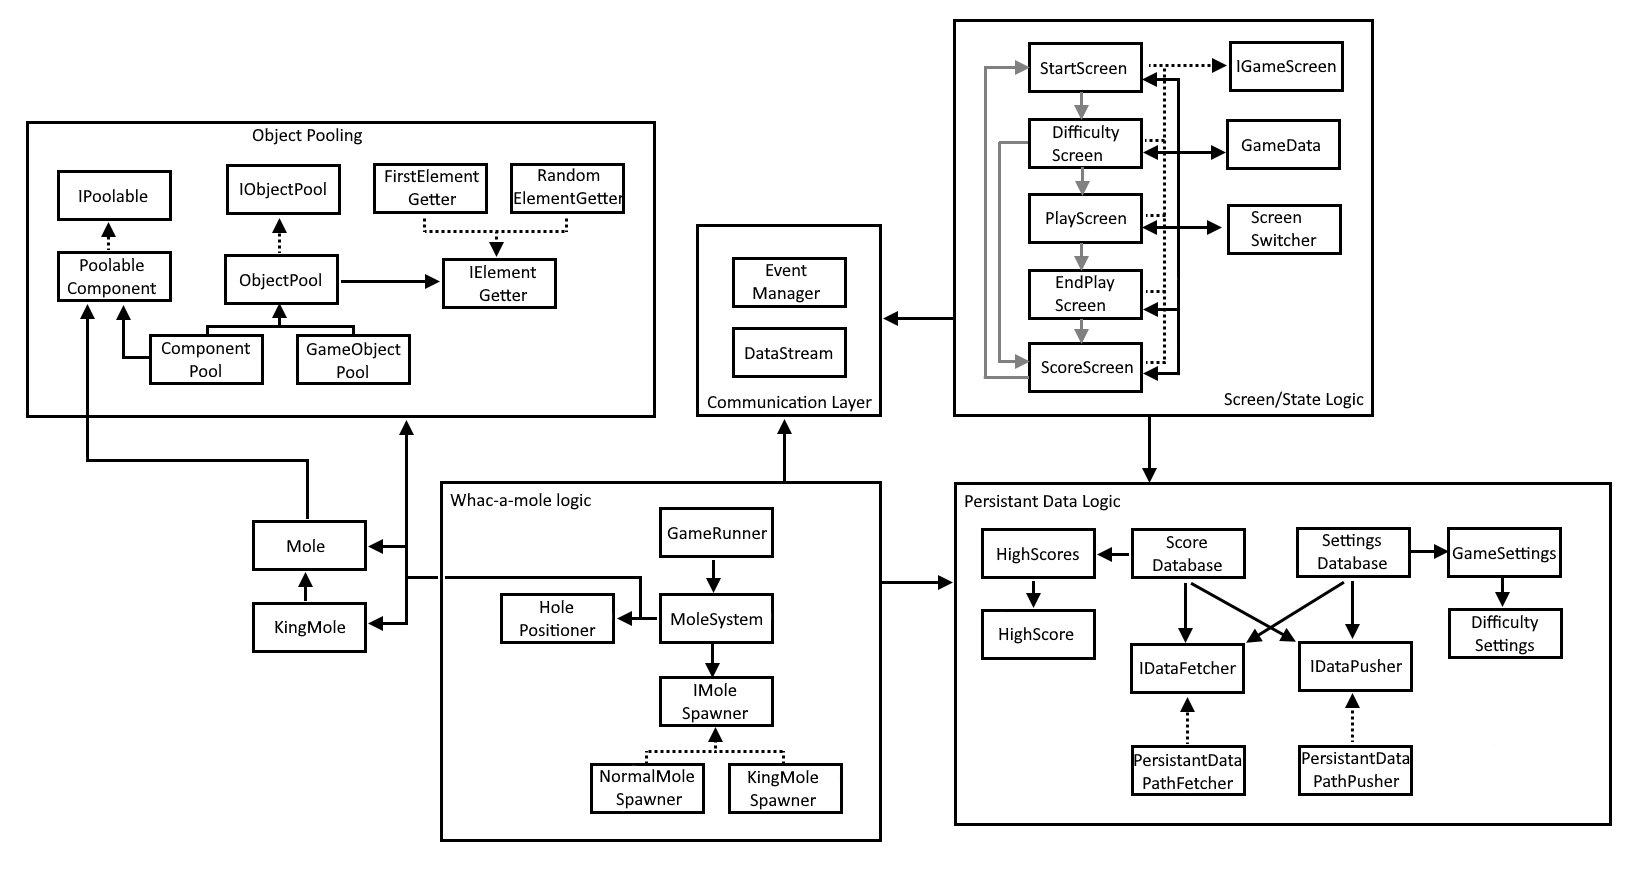 Object Pooling
IPoolable
IObjectPool
FirstElement
Getter
Random
ElementGetter
Poolable
Component
ObjectPool
IElement
Getter
Component
Pool
GameObject
Pool
Event
Manager
DataStream
Communication Layer
StartScreen
IGameScreen
Difficulty
Screen
GameData
PlayScreen
Screen
Switcher
EndPlay
Screen
ScoreScreen
Screen/State Logic
Mole
KingMole
Whac-a-mole logic
GameRunner
Hole
Positioner
MoleSystem
IMole
Spawner
NormalMole
Spawner
KingMole
Spawner
Persistant Data Logic
HighScores
Score
Database
Settings
Database
GameSettings
HighScore
Difficulty
Settings
IDataFetcher
IDataPusher
PersistantData
PathFetcher
PersistantData
PathPusher